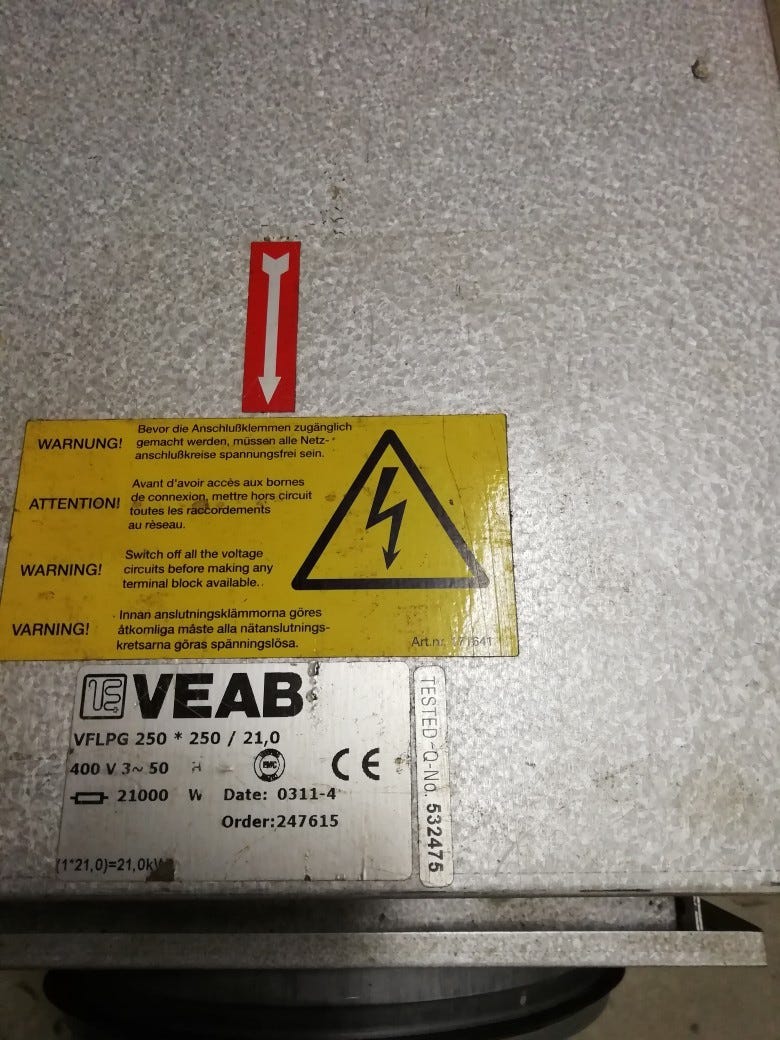 WARNUNG!
Bevor die Anschlußklemmen zugänglich
gemacht werden, müssen alle Netz-
anschlußkreise spannungsfrei sein.
ATTENTION!
Avant d'avoir accès aux bornes
de connexion, mettre hors circuit
toutes les raccordements
au rèseau.
WARNING!
Switch off all the voltage
circuits before making any
terminal block available.
VARNING!
Innan anslutningsklämmorna göres
åtkomliga måste alla nätanslutnings-
kretsarna göras spänningslösa.
Art.nr.
VEAB
VFLPG 250 * 250 / 21,0
400 V 3~ 50 H
EMC
CE
21000 W Date: 0311-4
Order:247615
(1*21,0)=21,0kW
TESTED-Q-No. 532475